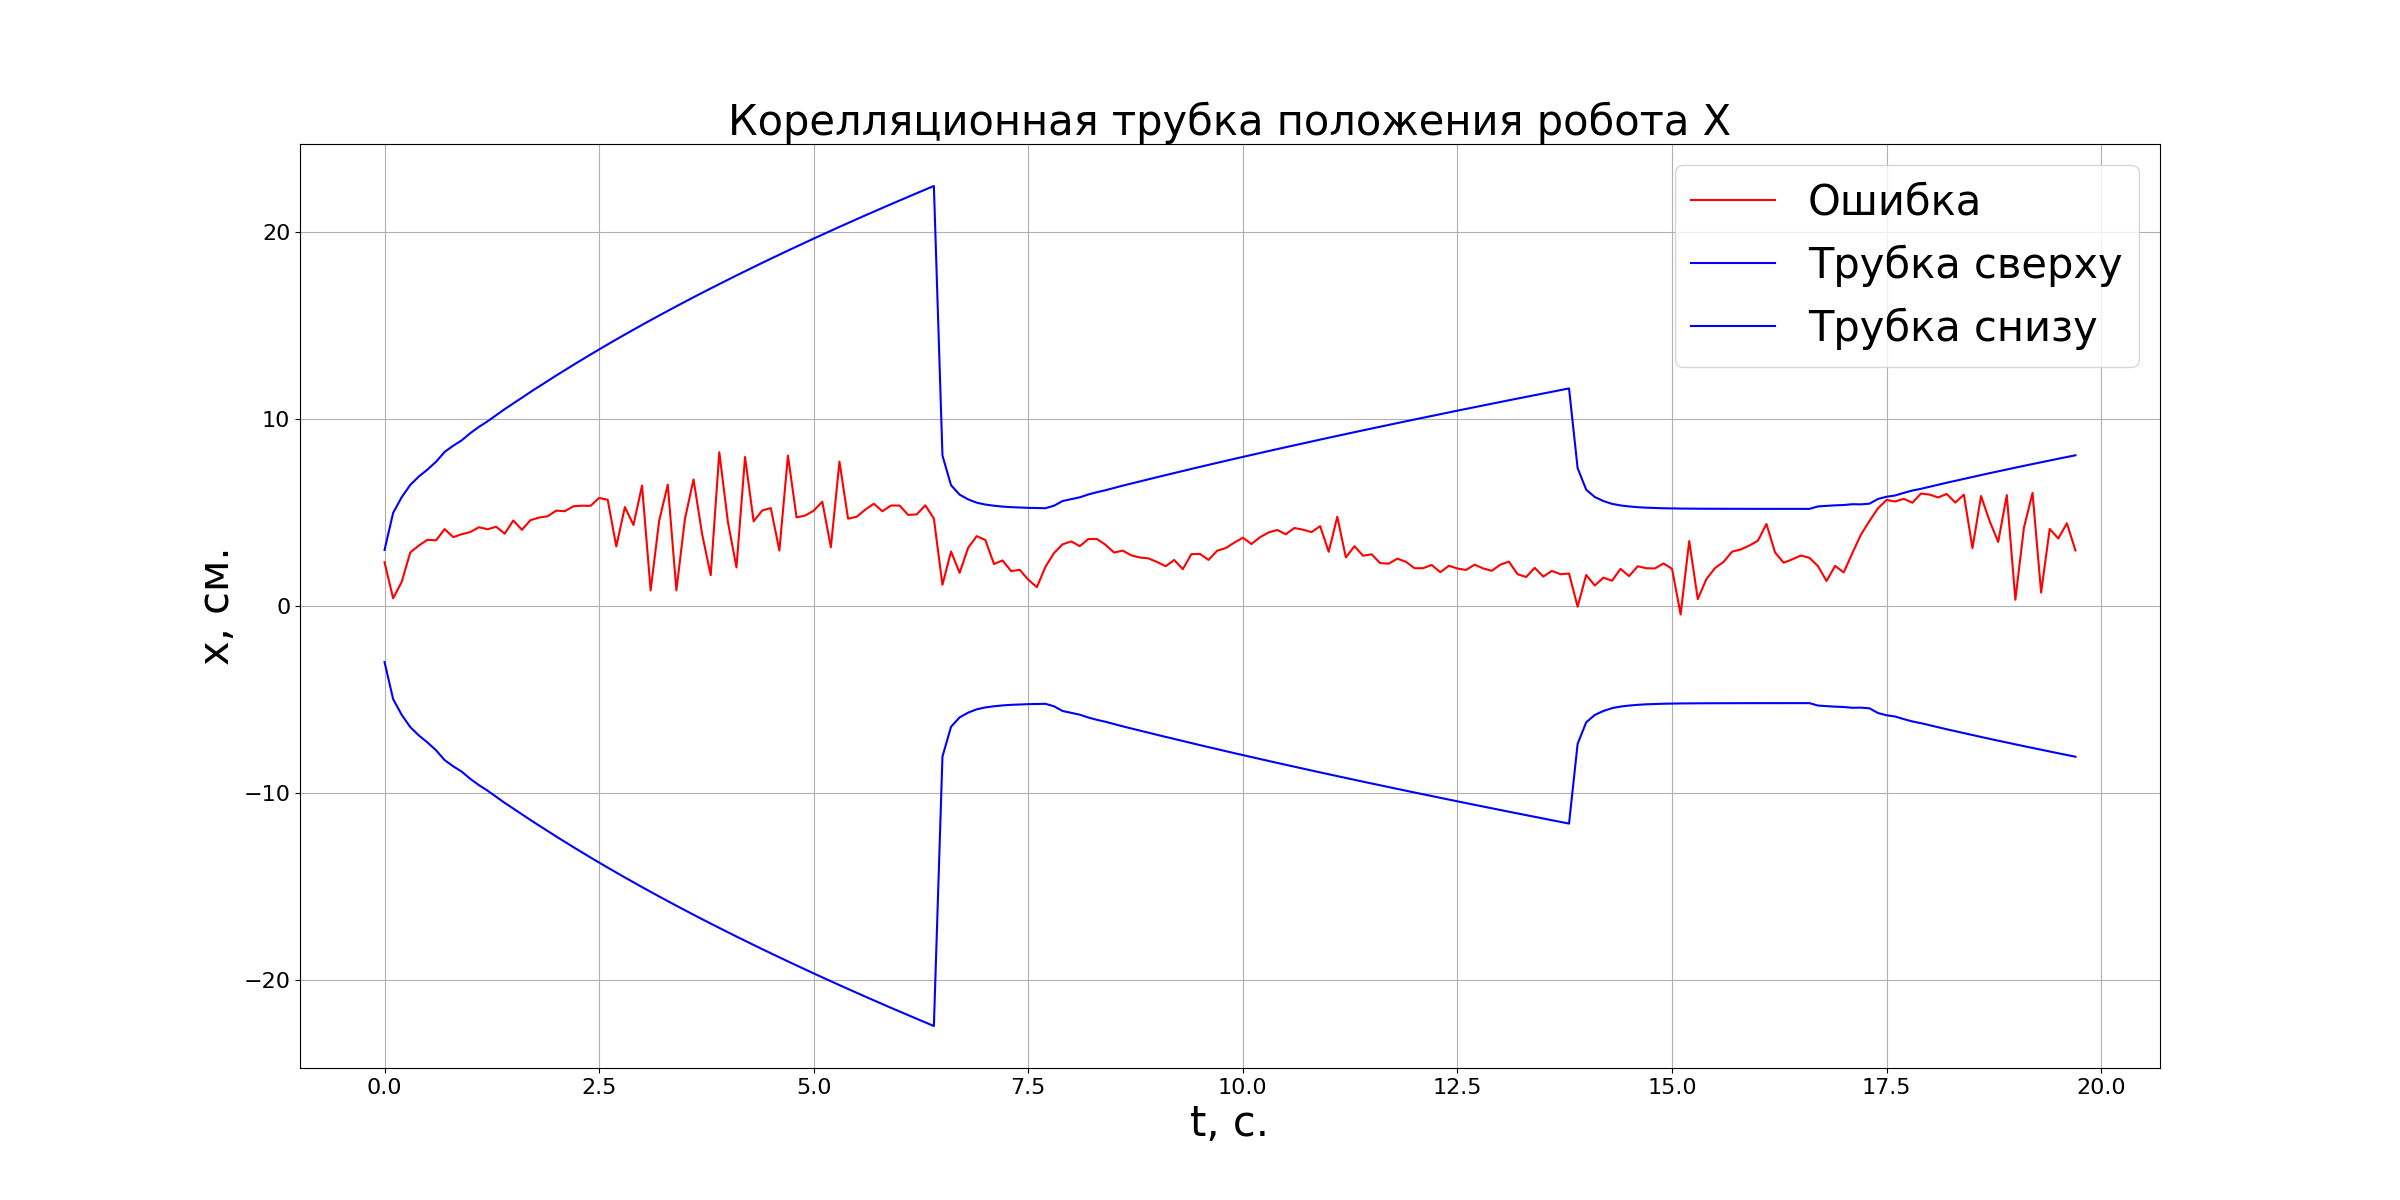 Корелляционная трубка положения робота X
Ошибка
Трубка сверху
Трубка снизу
20
10
0
−10
−20
x, см.
0.0 2.5 5.0 7.5 10.0 12.5 15.0 17.5 20.0
t, с.